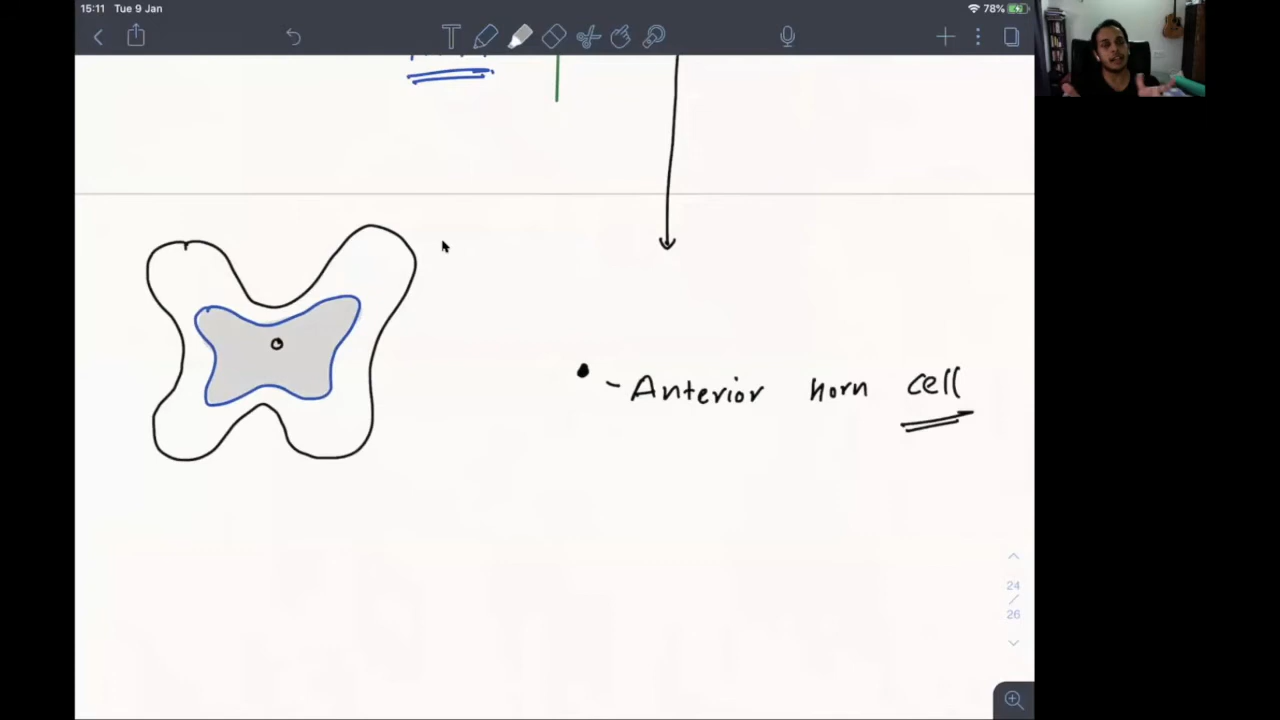 15:11 Tue 9 Jan
78%
- Anterior horn cell
24
/
26